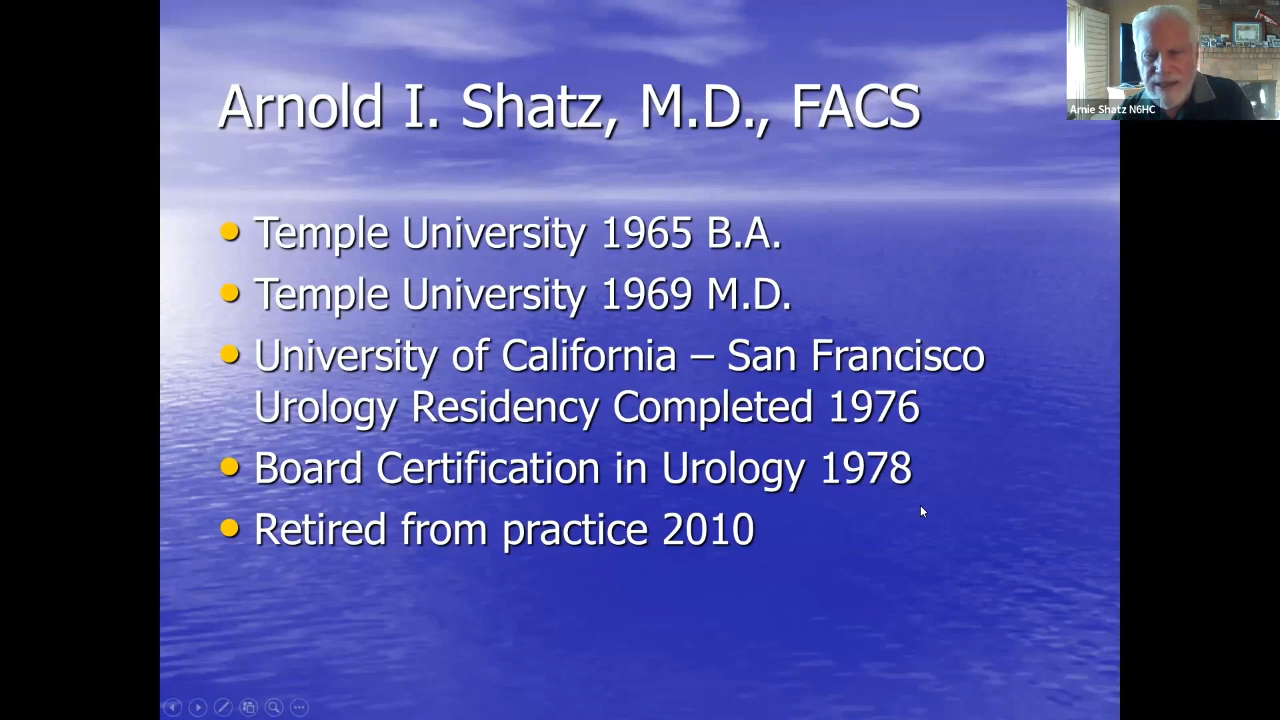 Arnold I. Shatz, M.D., FACS
Arnie Shatz N6HC
• Temple University 1965 B.A.
• Temple University 1969 M.D.
• University of California – San Francisco
Urology Residency Completed 1976
• Board Certification in Urology 1978
• Retired from practice 2010